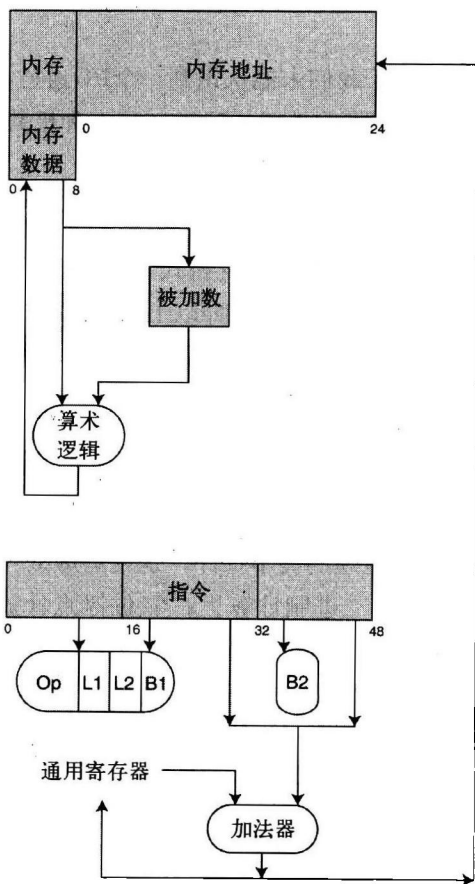 内存
内存地址
内存
数据
0
24
0
8
被加数
算术
逻辑
指令
0
16
32
48
Op
L1
L2
B1
B2
通用寄存器
加法器